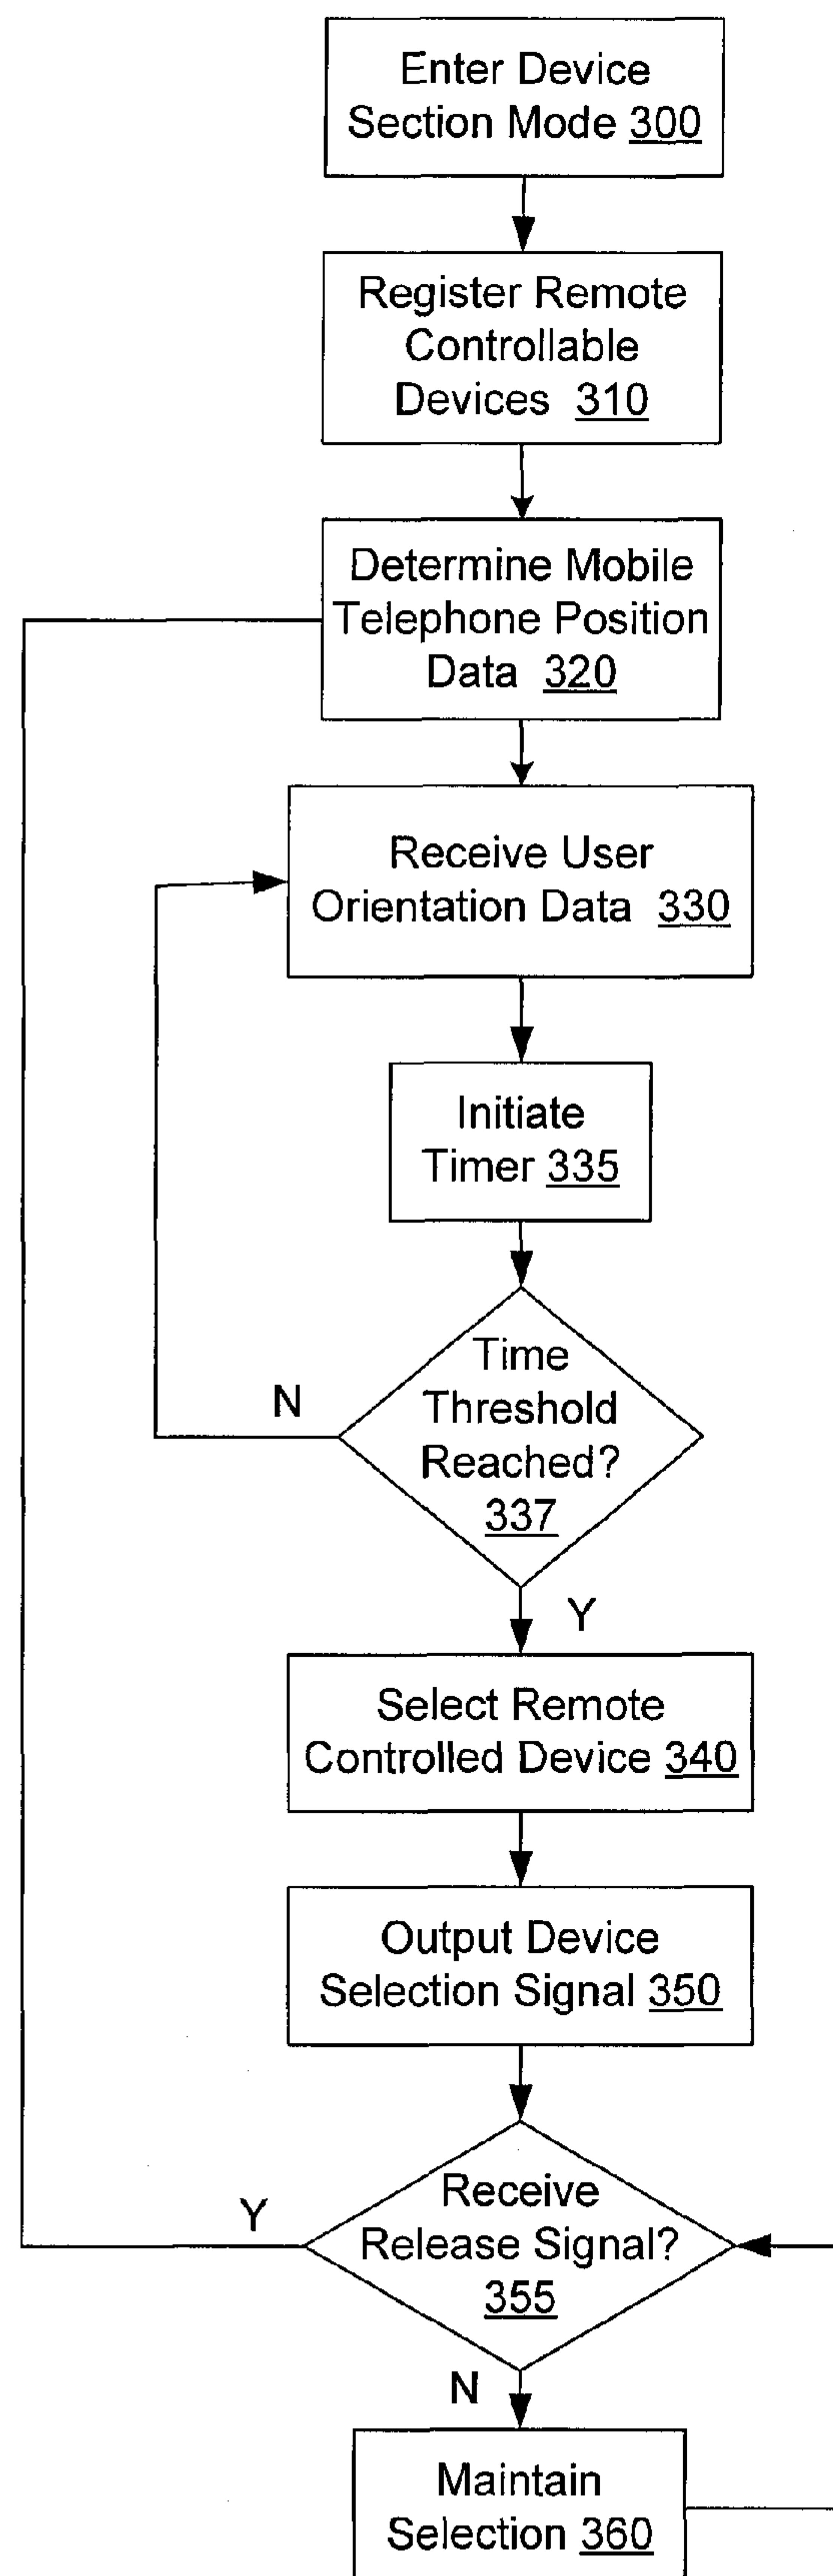 Enter Device
Section Mode 300
Register Remote
Controllable
Devices 310
Determine Mobile
Telephone Position
Data 320
Receive User
Orientation Data 330
Initiate
Timer 335
Time
Threshold
Reached?
337
N
Y
Select Remote
Controlled Device 340
Output Device
Selection Signal 350
Receive
Release Signal?
355
Y
N
Maintain
Selection 360